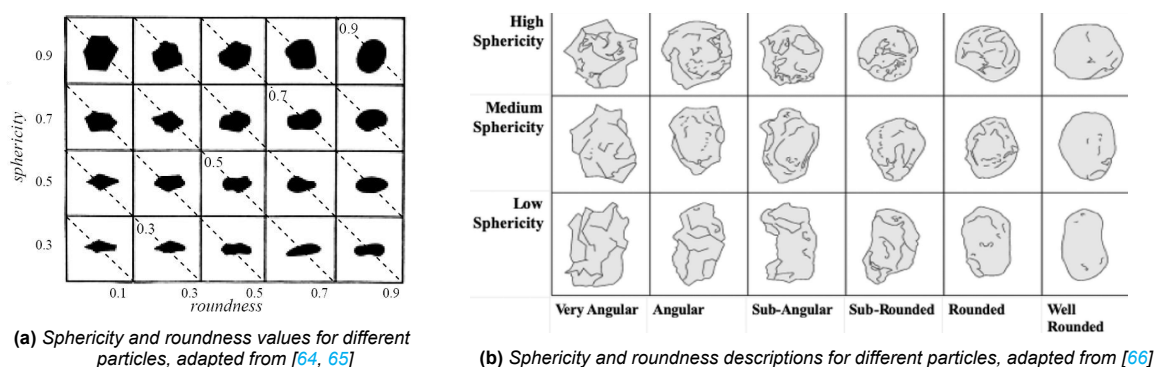 0.9
0.7
0.5
0.3
sphericity
0.9
0.7
0.5
0.3
0.1
0.3
0.5
0.7
0.9
roundness
(a) Sphericity and roundness values for different
particles, adapted from [64, 65]
High
Sphericity
Medium
Sphericity
Low
Sphericity
Very Angular
Angular
Sub-Angular
Sub-Rounded
Rounded
Well
Rounded
(b) Sphericity and roundness descriptions for different particles, adapted from [66]